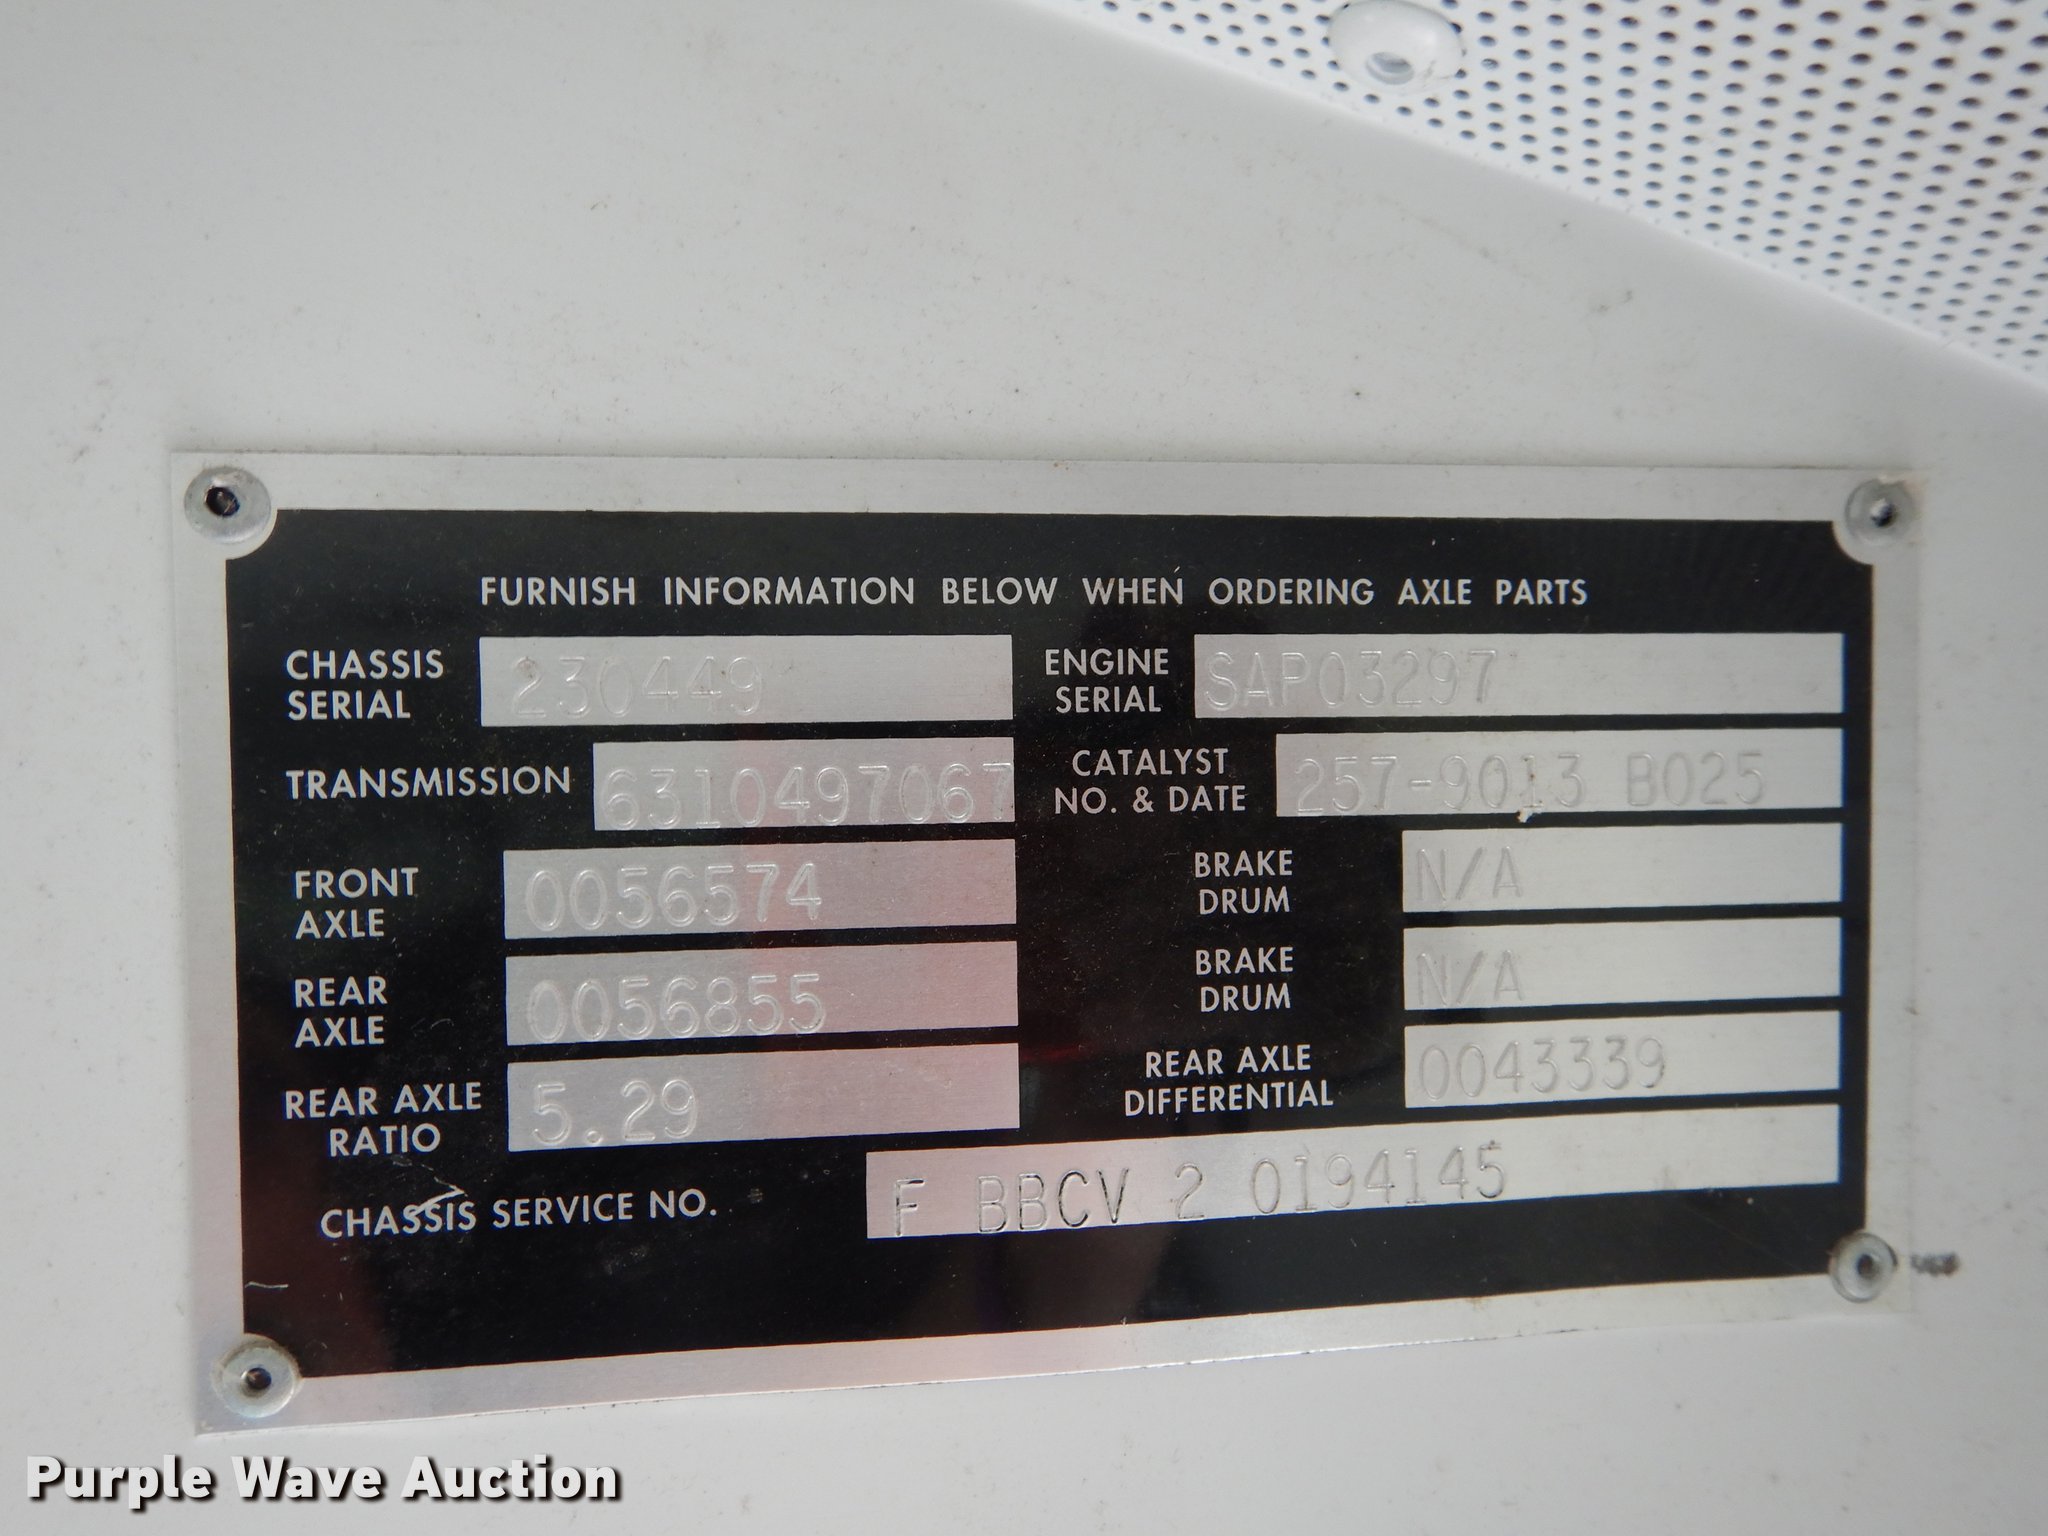 FURNISH INFORMATION BELOW WHEN ORDERING AXLE PARTS
CHASSIS SERIAL 230449
ENGINE SERIAL SAP03297
TRANSMISSION 6310497067
CATALYST NO. & DATE 257-9013 B025
FRONT AXLE 0056574
BRAKE DRUM N/A
REAR AXLE 0056855
BRAKE DRUM N/A
REAR AXLE RATIO 5.29
REAR AXLE DIFFERENTIAL 0043339
CHASSIS SERVICE NO. F BBCV 2 0194145
Purple Wave Auction